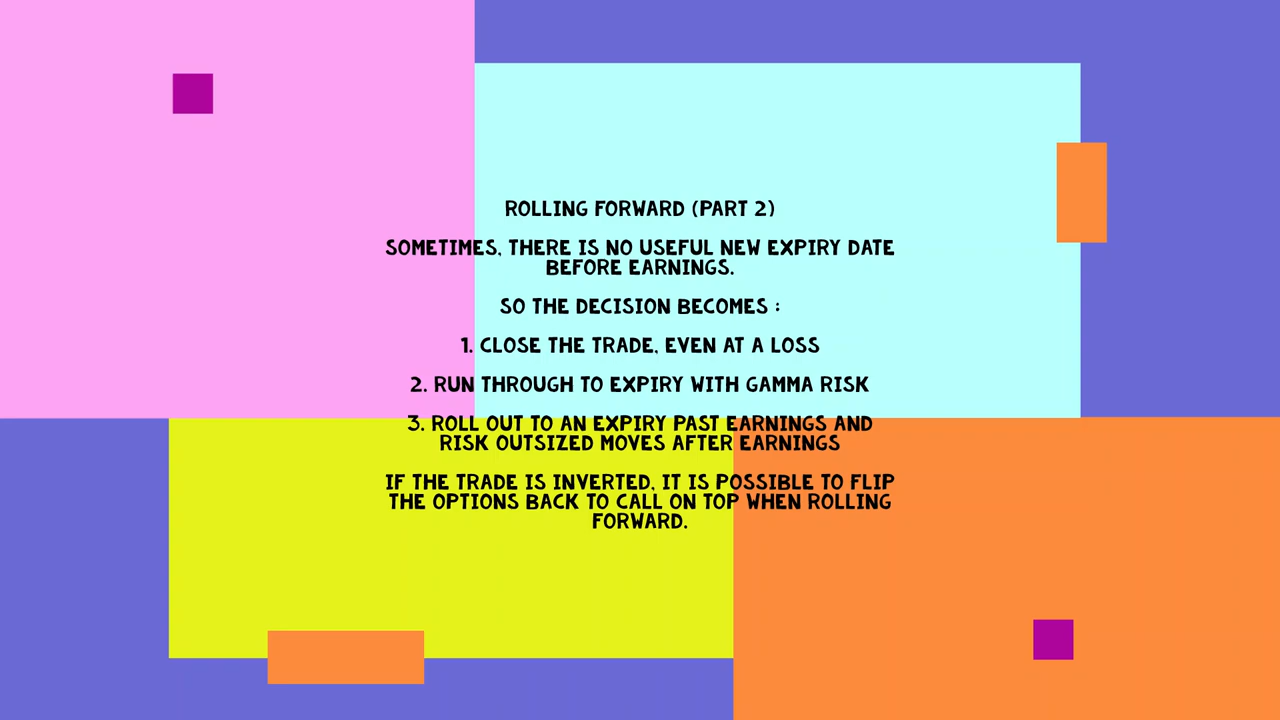 ROLLING FORWARD (PART 2)
SOMETIMES, THERE IS NO USEFUL NEW EXPIRY DATE
BEFORE EARNINGS.
SO THE DECISION BECOMES :
1. CLOSE THE TRADE, EVEN AT A LOSS
2. RUN THROUGH TO EXPIRY WITH GAMMA RISK
3. ROLL OUT TO AN EXPIRY PAST EARNINGS AND
RISK OUTSIZED MOVES AFTER EARNINGS
IF THE TRADE IS INVERTED, IT IS POSSIBLE TO FLIP
THE OPTIONS BACK TO CALL ON TOP WHEN ROLLING
FORWARD.